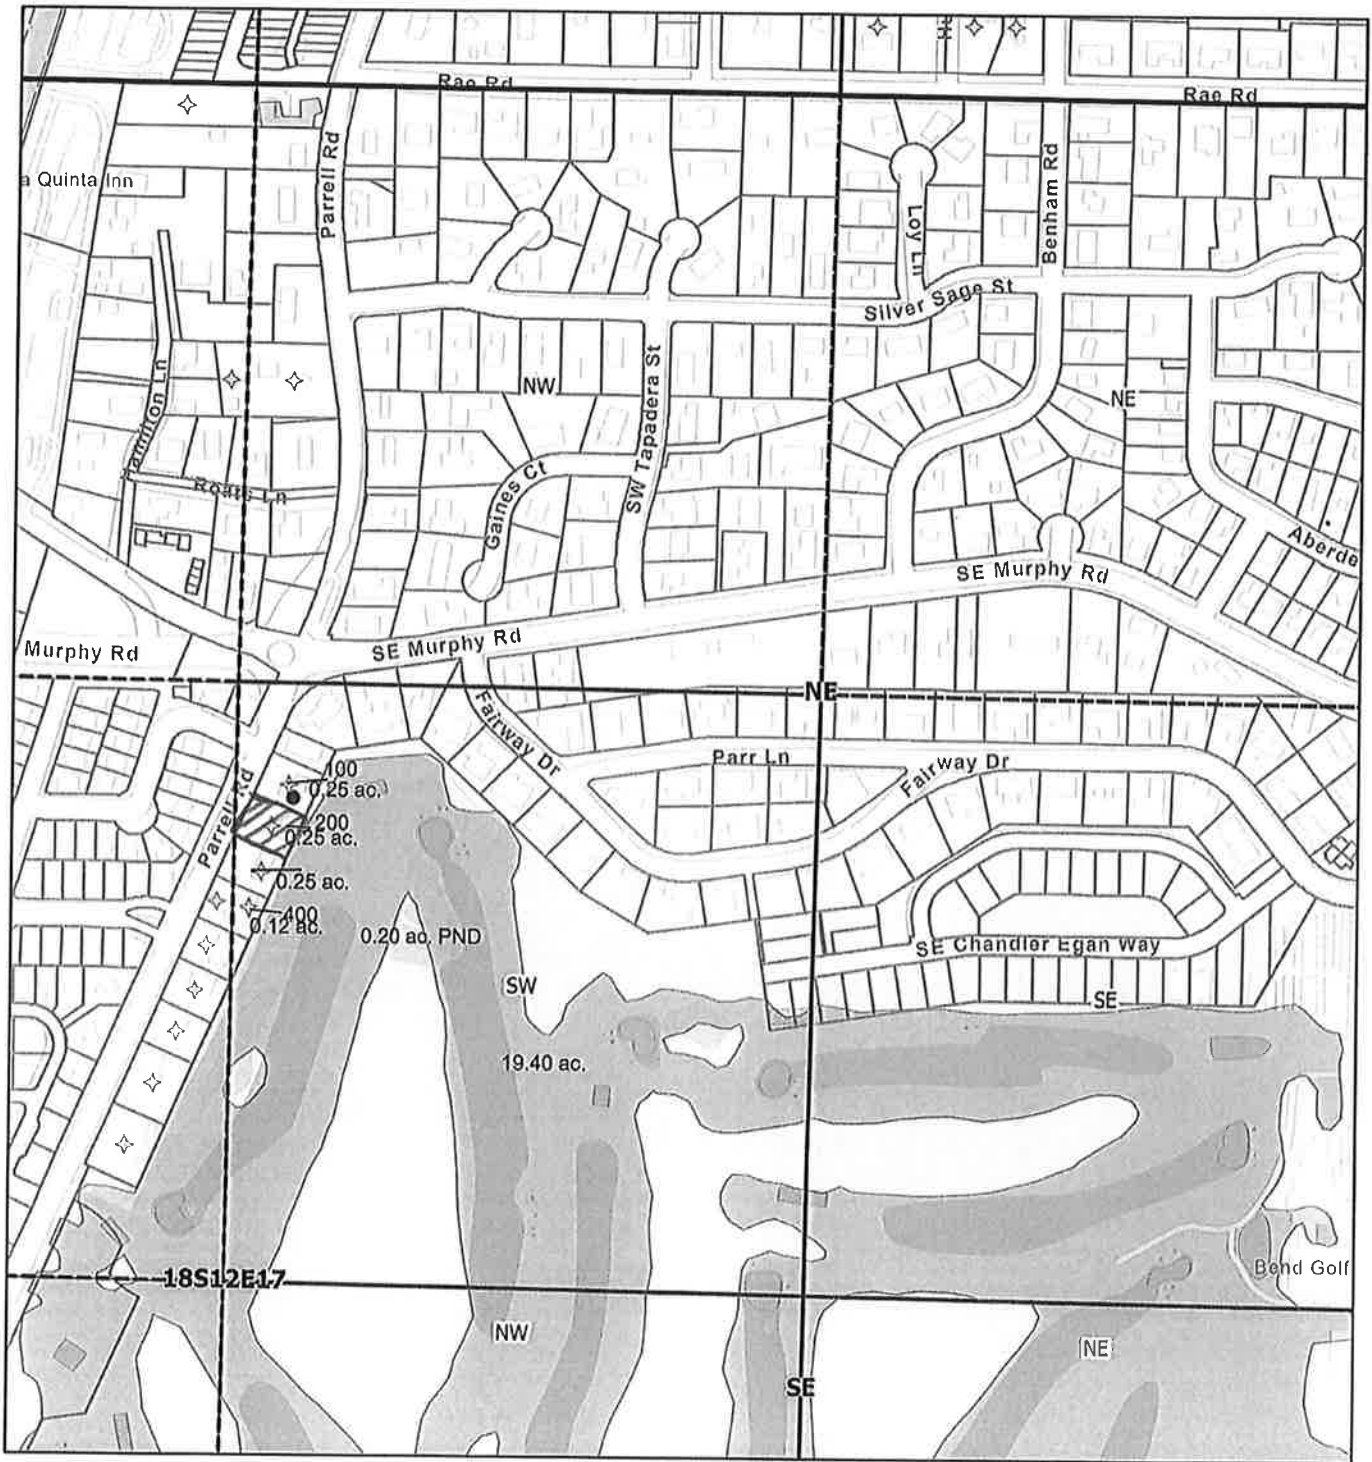 Rae Rd
Rae Rd
a Quinta Inn
Parrell Rd
Loy Ln
Benham Rd
Silver Sage St
NW
SW Tapadera St
NE
Hamilton Ln
Roats Ln
Gaines Ct
Aberde
SE Murphy Rd
SE Murphy Rd
Murphy Rd
NE
Fairway Dr
Parr Ln
Fairway Dr
Parrell Rd
100
0.25 ac.
200
0.25 ac.
0.25 ac.
400
0.12 ac.
0.20 ac. PND
SE Chandler Egan Way
SW
SE
19.40 ac.
Bend Golf
18S12E17
NW
NE
SE